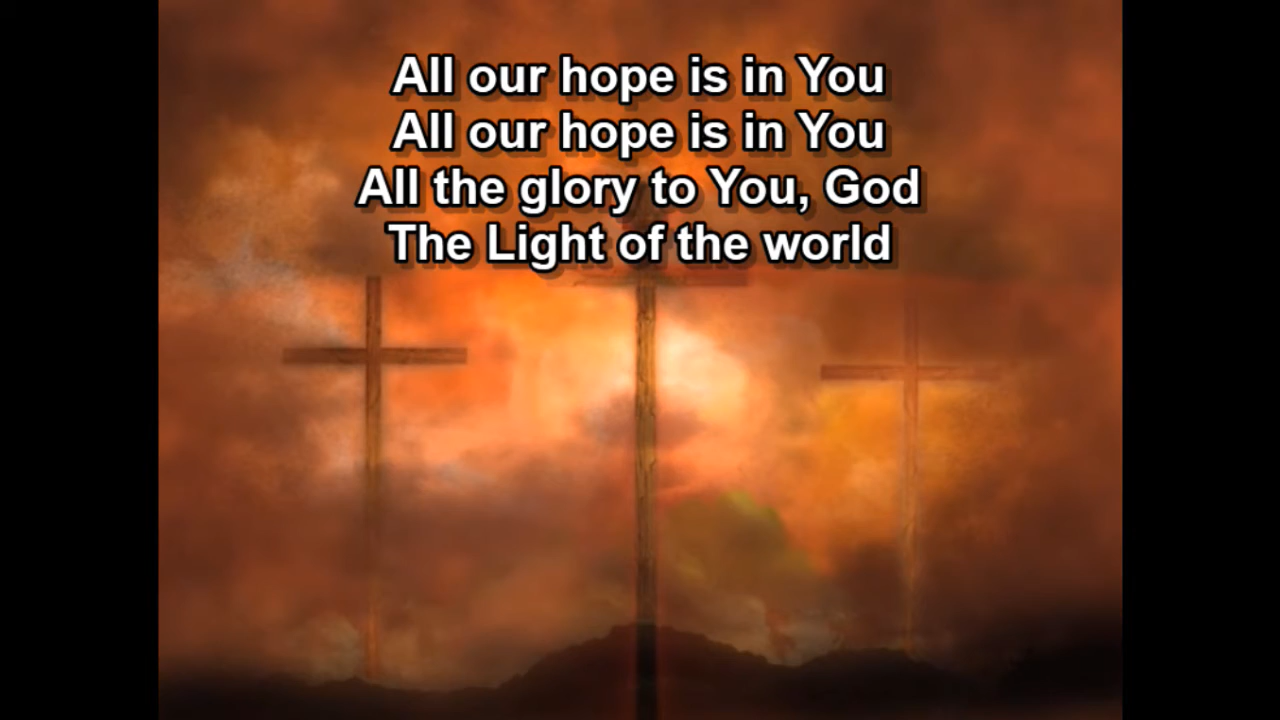 All our hope is in You
All our hope is in You
All the glory to You, God
The Light of the world